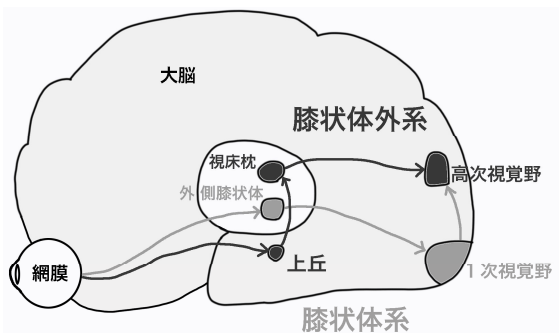 大脳
膝状体外系
視床枕
高次視覚野
外側膝状体
網膜
上丘
1次視覚野
膝状体系